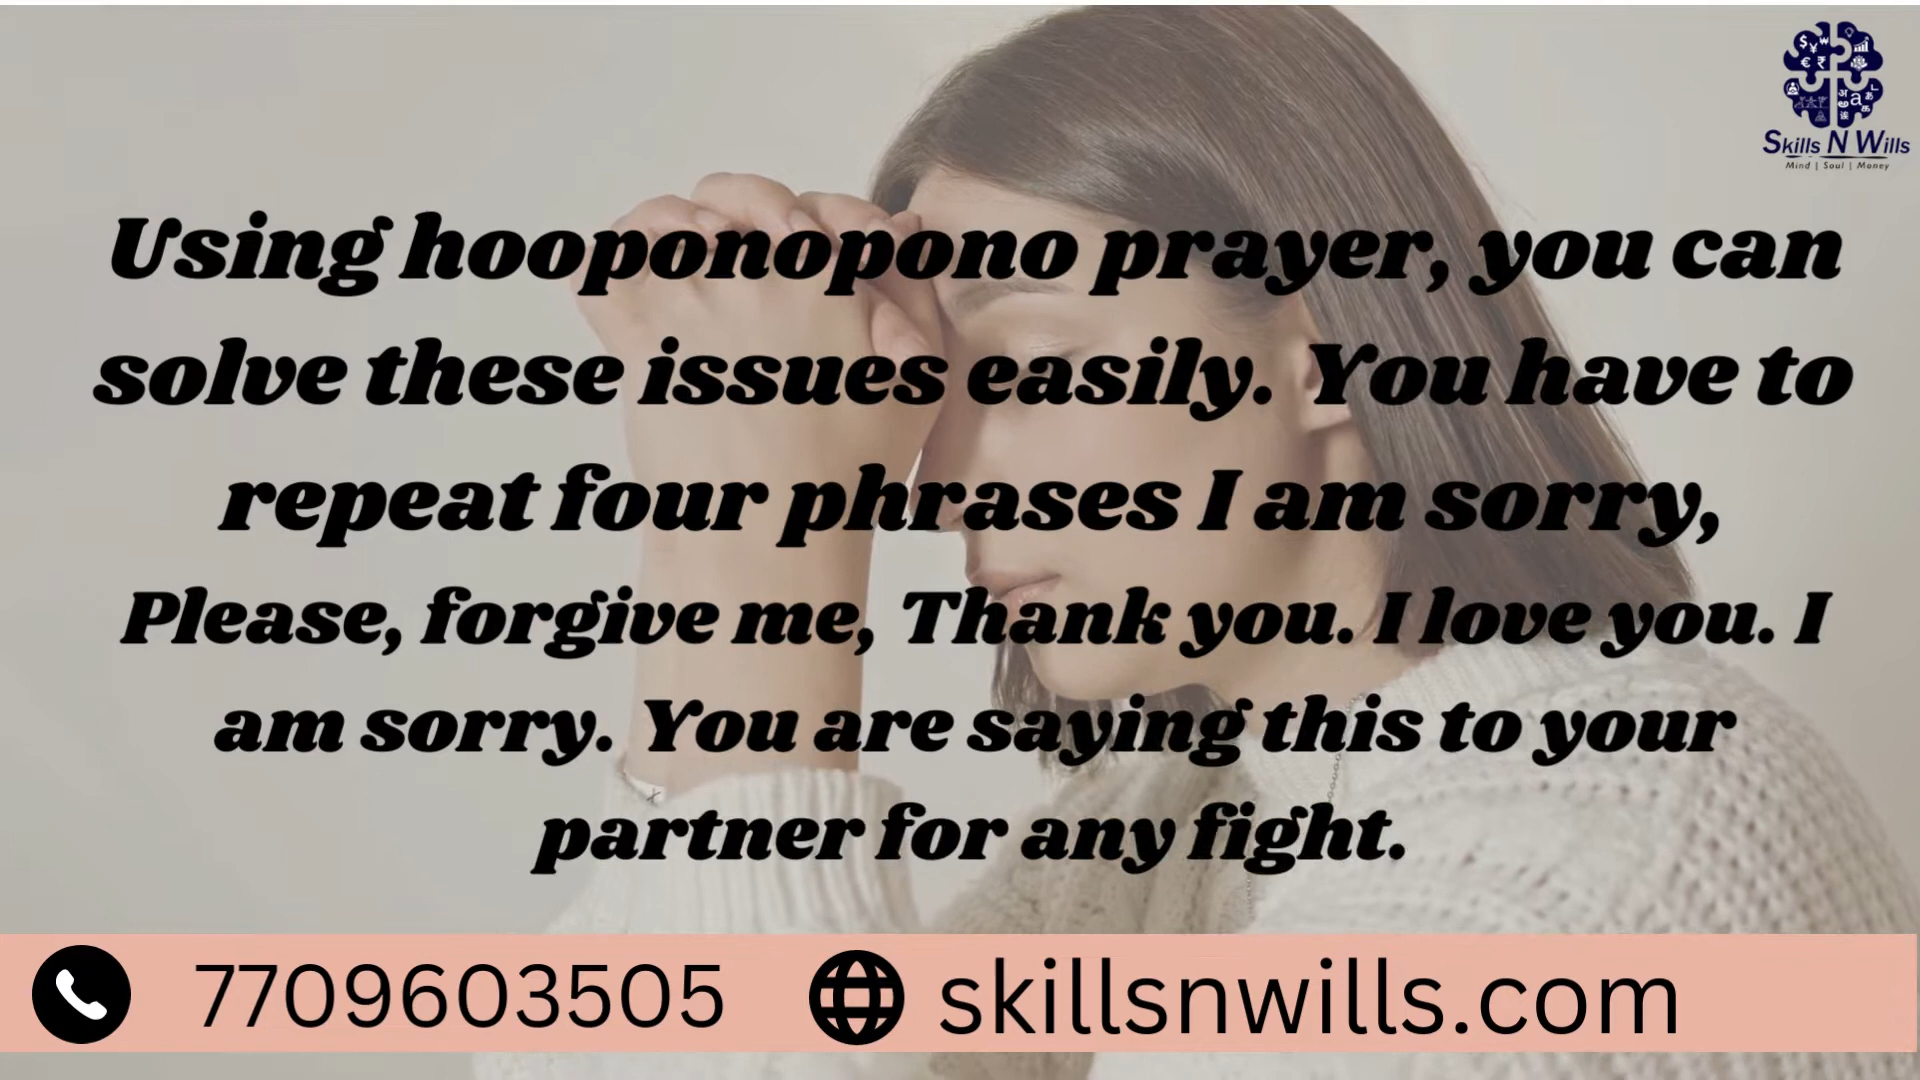 Skills N Wills
Mind | Soul | Money
Using hooponopono prayer, you can
solve these issues easily. You have to
repeat four phrases I am sorry,
Please, forgive me, Thank you. I love you. I
am sorry. You are saying this to your
partner for any fight.
7709603505 skillsnwills.com